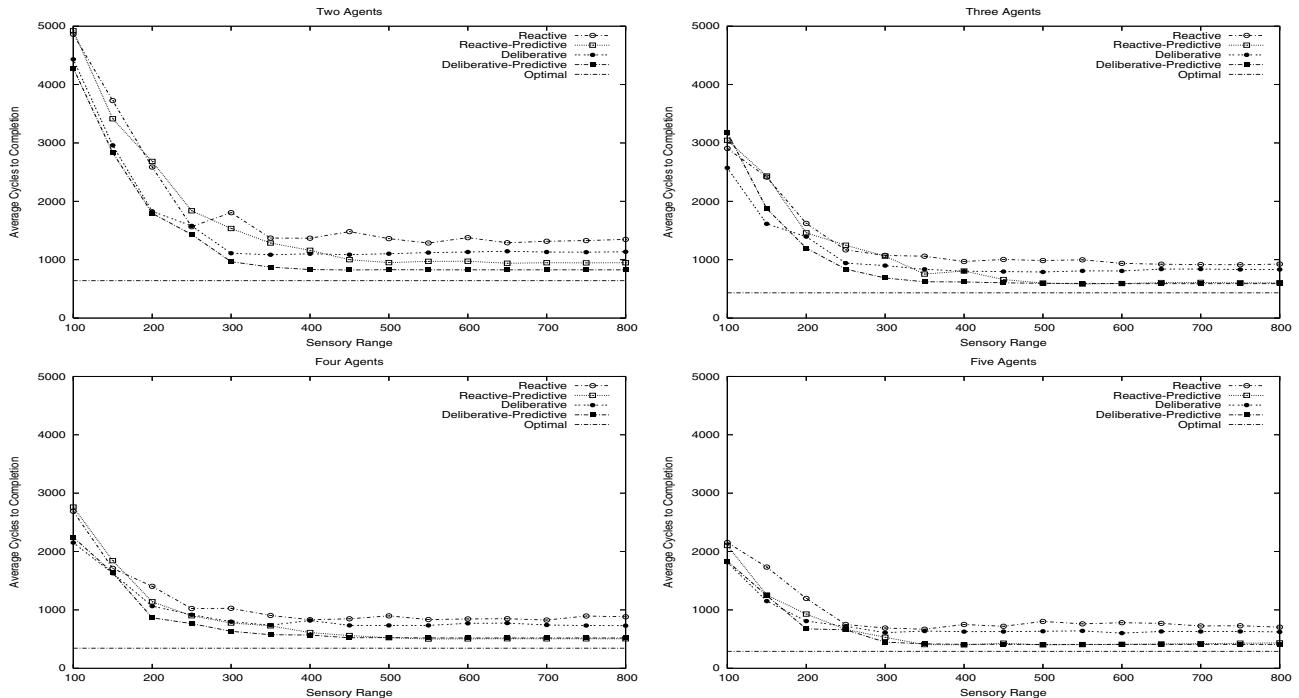 Two Agents
Average Cycles to Completion
5000
4000
3000
2000
1000
0
Reactive
Reactive-Predictive
Deliberative
Deliberative-Predictive
Optimal
100 200 300 400 500 600 700 800
Sensory Range
Three Agents
Average Cycles to Completion
5000
4000
3000
2000
1000
0
Reactive
Reactive-Predictive
Deliberative
Deliberative-Predictive
Optimal
100 200 300 400 500 600 700 800
Sensory Range
Four Agents
Average Cycles to Completion
5000
4000
3000
2000
1000
0
Reactive
Reactive-Predictive
Deliberative
Deliberative-Predictive
Optimal
100 200 300 400 500 600 700 800
Sensory Range
Five Agents
Average Cycles to Completion
5000
4000
3000
2000
1000
0
Reactive
Reactive-Predictive
Deliberative
Deliberative-Predictive
Optimal
100 200 300 400 500 600 700 800
Sensory Range